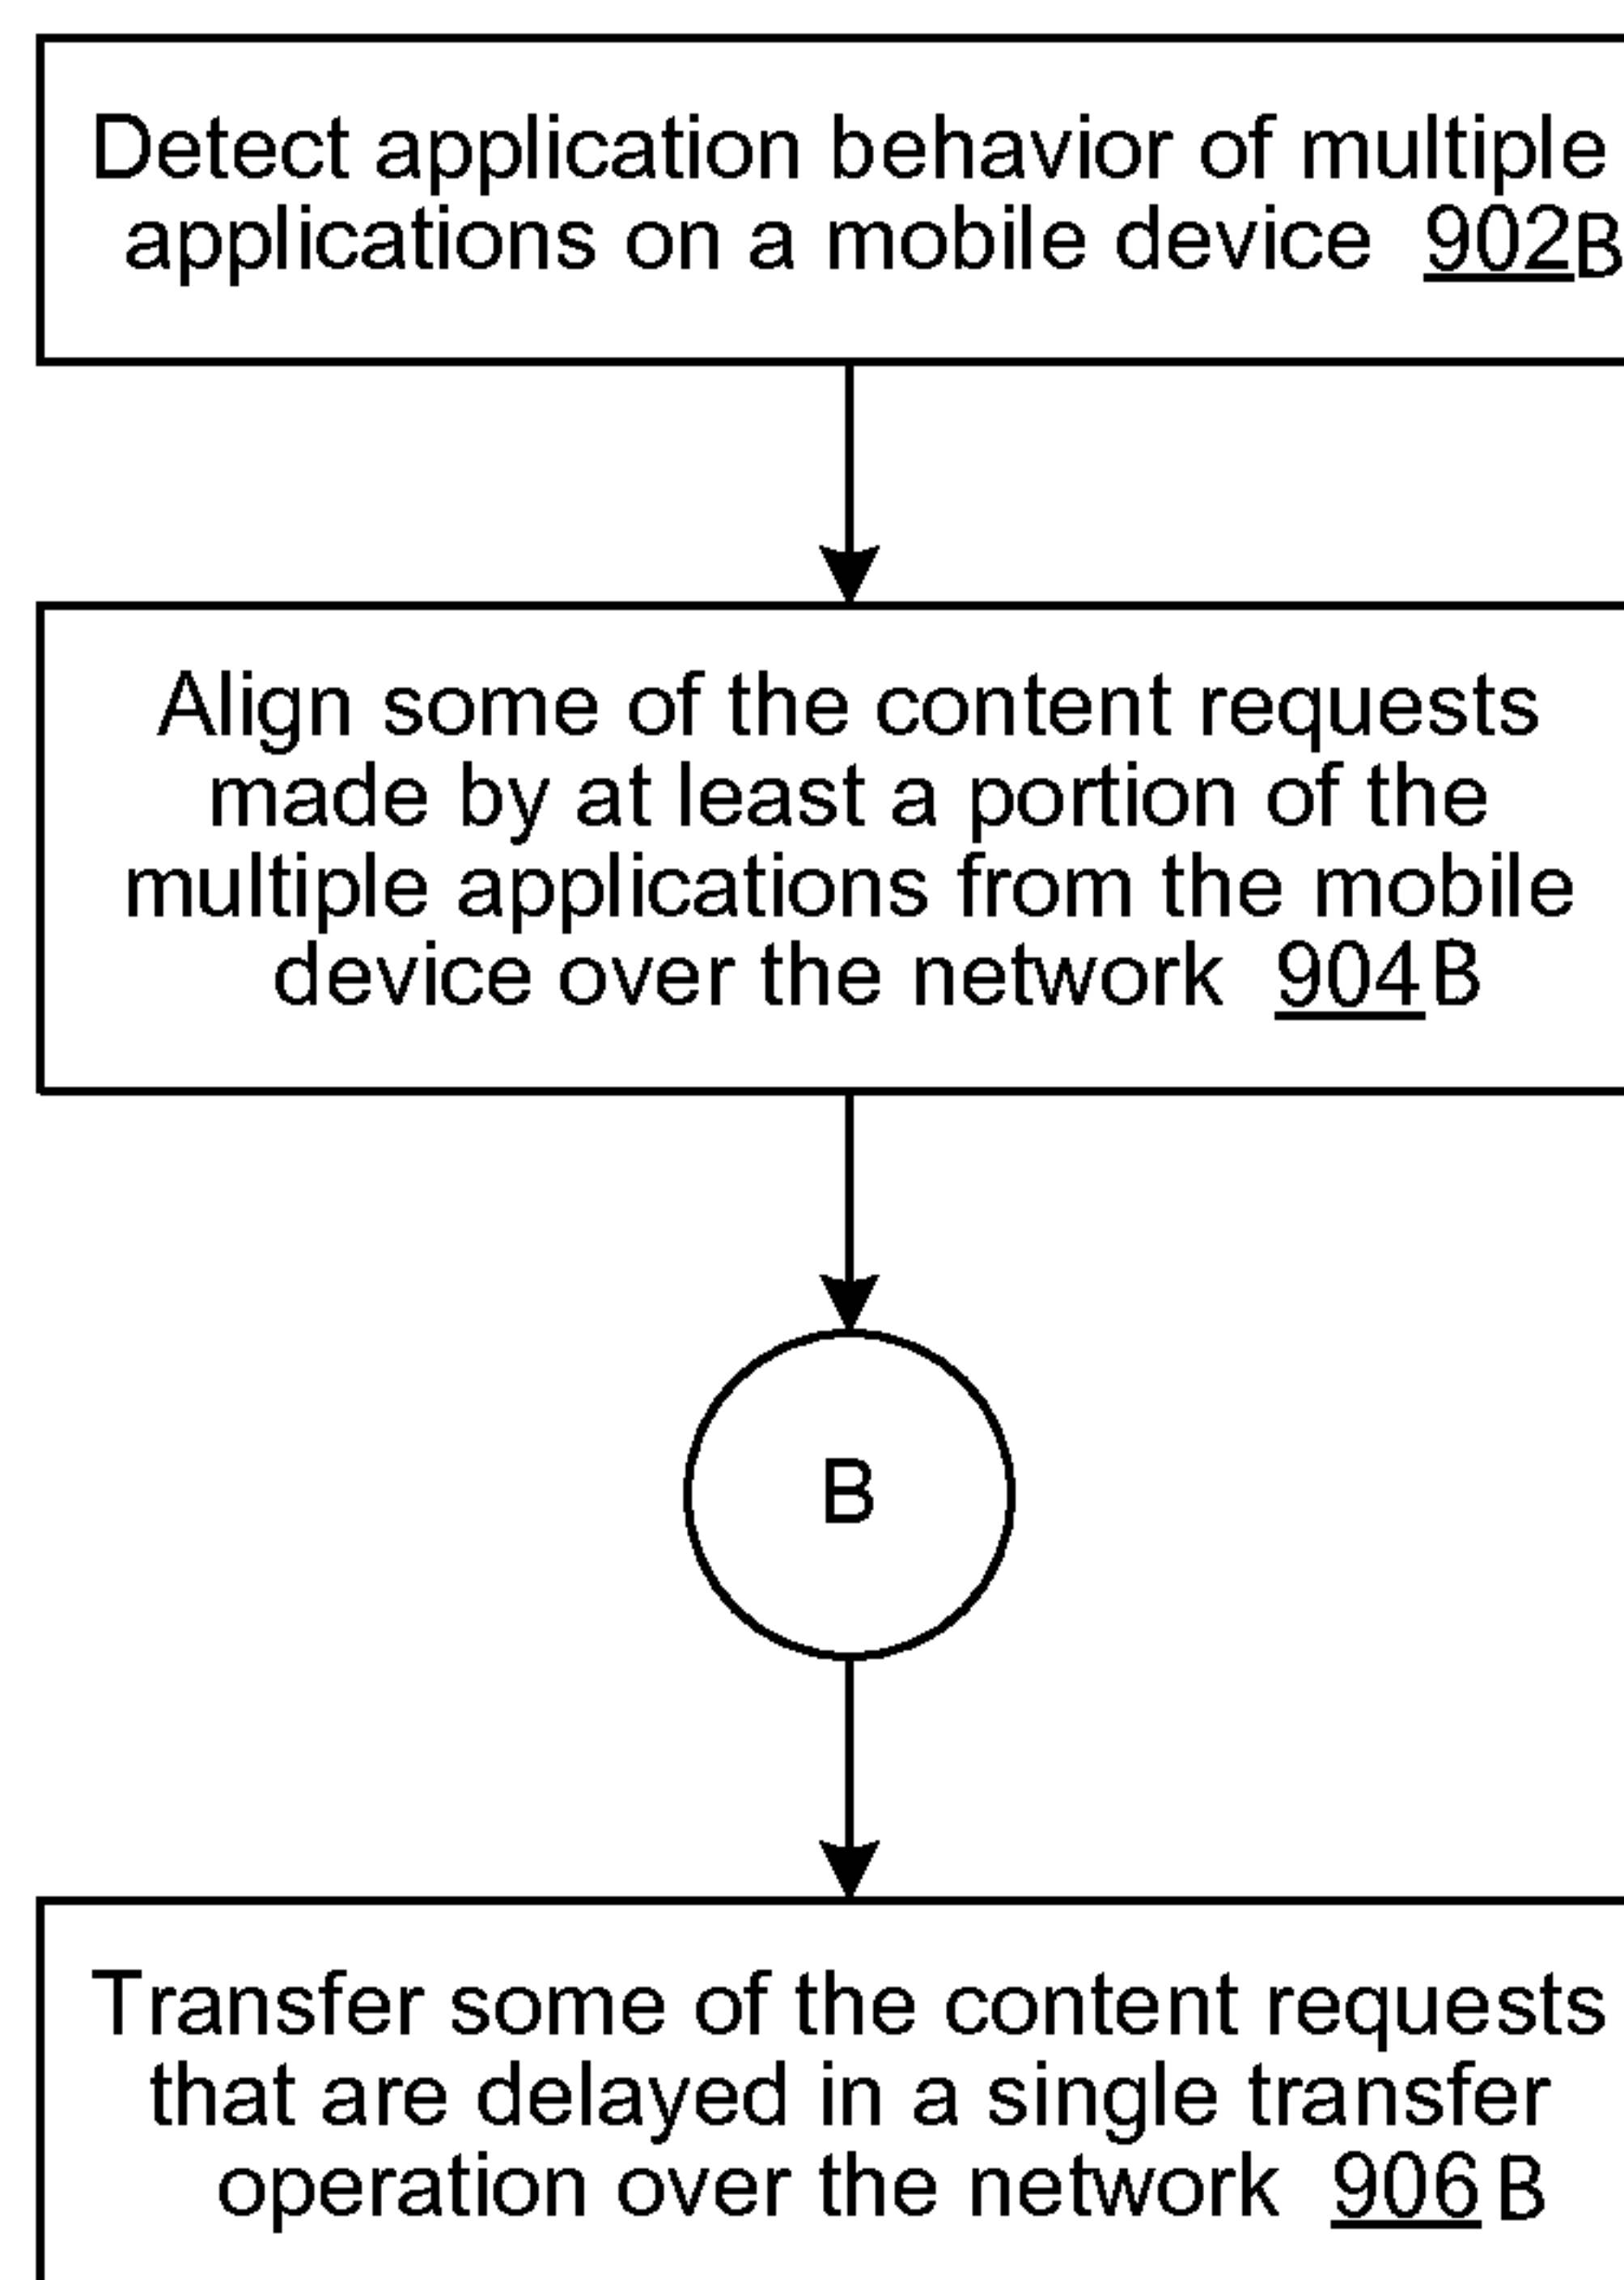 Detect application behavior of multiple
applications on a mobile device 902B
Align some of the content requests
made by at least a portion of the
multiple applications from the mobile
device over the network 904B
B
Transfer some of the content requests
that are delayed in a single transfer
operation over the network 906B